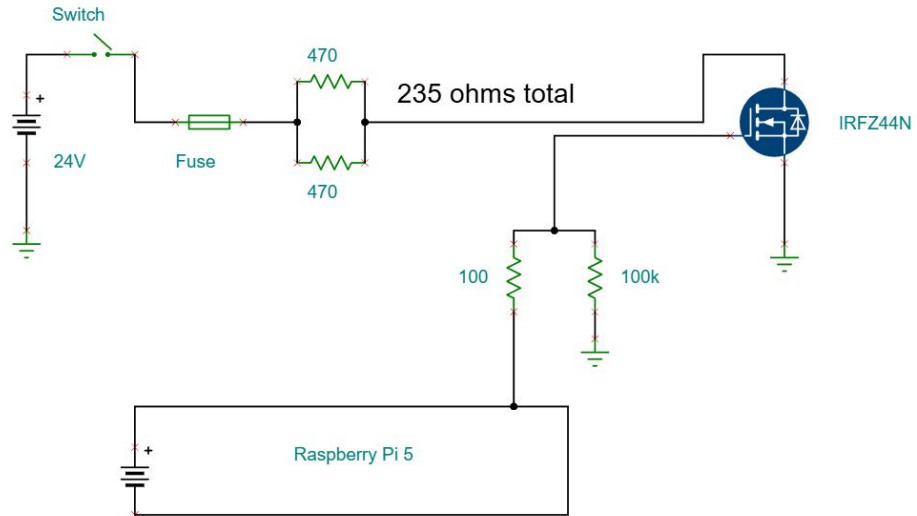 Switch
470
235 ohms total
IRFZ44N
+
24V
Fuse
470
100
100k
+
Raspberry Pi 5